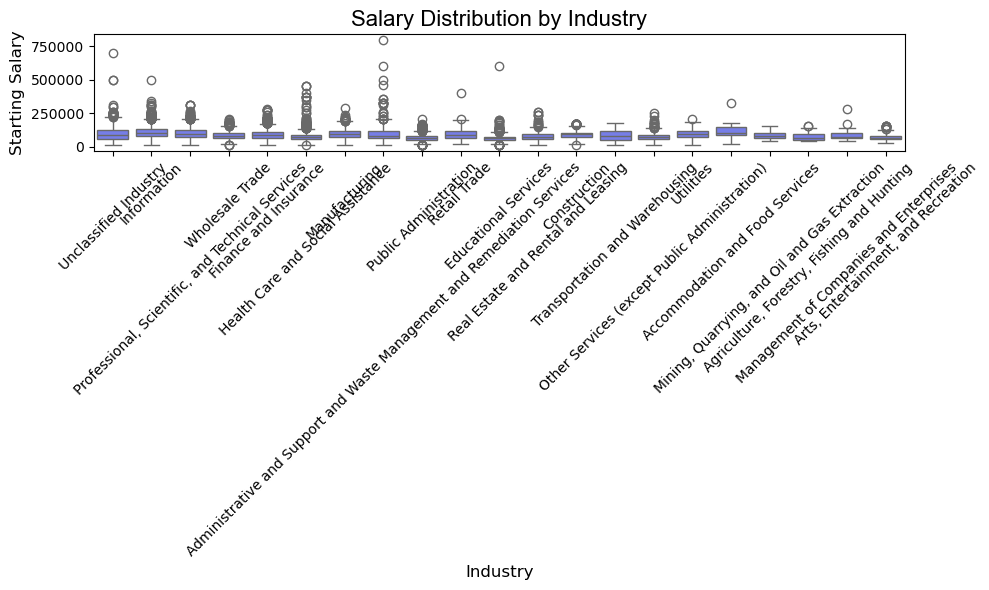 Salary Distribution by Industry
Starting Salary
750000
500000
250000
0
Unclassified Industry
Information
Professional, Scientific, and Technical Services
Wholesale Trade
Finance and Insurance
Health Care and Social Assistance
Manufacturing
Administrative and Support and Waste Management and Remediation Services
Public Administration
Retail Trade
Educational Services
Real Estate and Rental and Leasing
Construction
Transportation and Warehousing
Other Services (except Public Administration)
Utilities
Accommodation and Food Services
Mining, Quarrying, and Oil and Gas Extraction
Agriculture, Forestry, Fishing and Hunting
Management of Companies and Enterprises
Arts, Entertainment, and Recreation
Industry